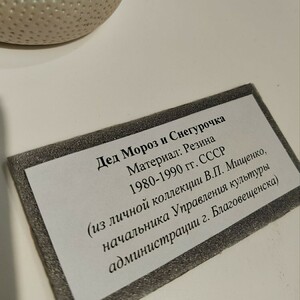 Дед Мороз и Снегурочка
Материал: Резина
1980-1990 гг. СССР
(из личной коллекции В.П. Мищенко,
начальника Управления культуры
администрации г. Благовещенска)